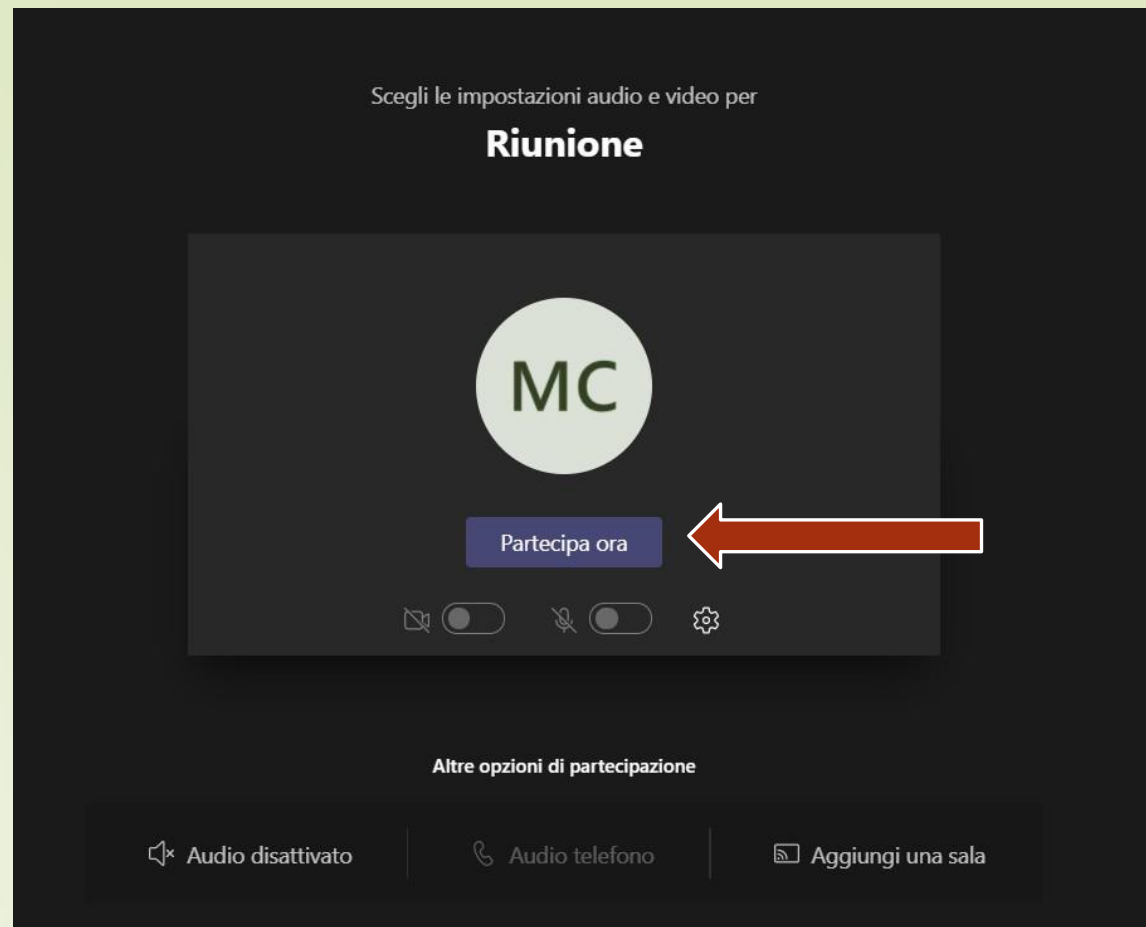 Scegli le impostazioni audio e video per
Riunione
MC
Partecipa ora
Altre opzioni di partecipazione
Audio disattivato
Audio telefono
Aggiungi una sala